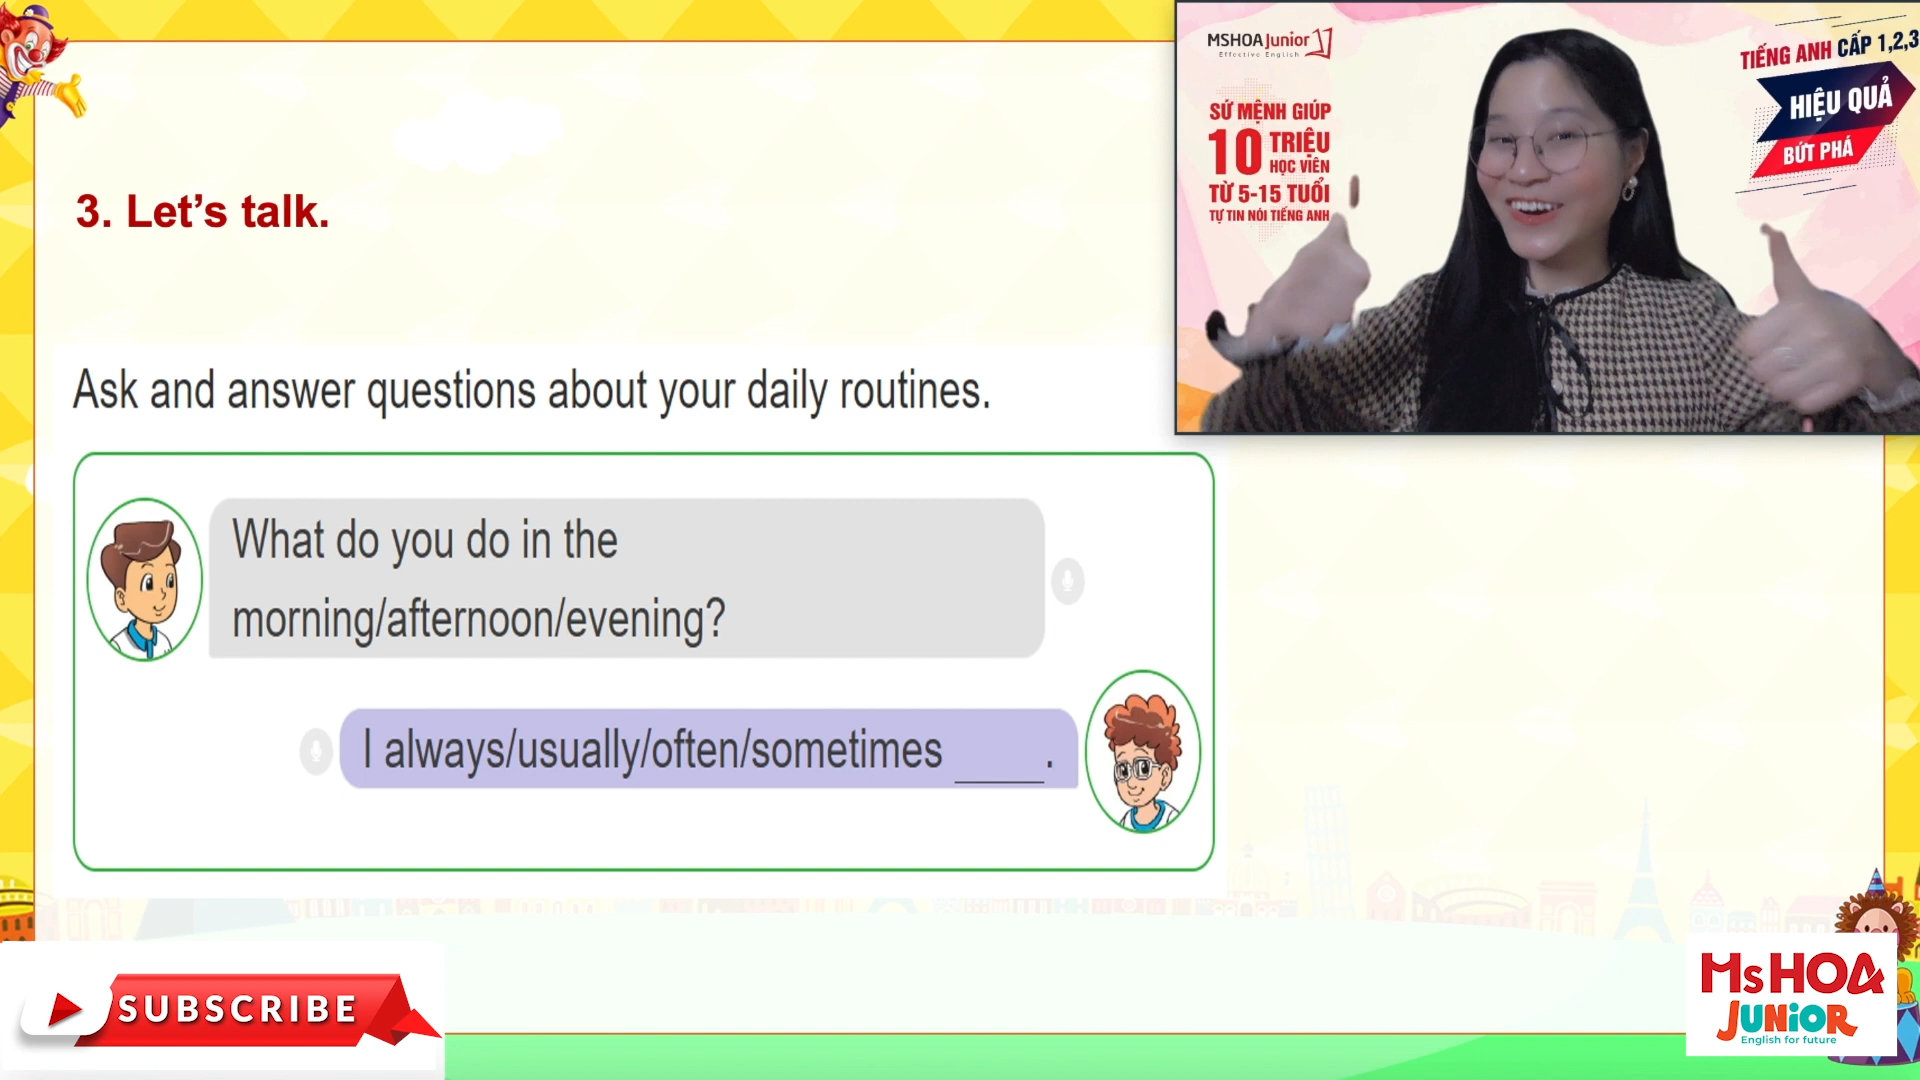 3. Let’s talk.
Ask and answer questions about your daily routines.
What do you do in the
morning/afternoon/evening?
I always/usually/often/sometimes _____.
MSHOA Junior
Effective English
SỨ MỆNH GIÚP
10 TRIỆU
HỌC VIÊN
TỪ 5-15 TUỔI
TỰ TIN NÓI TIẾNG ANH
TIẾNG ANH CẤP 1,2,3
HIỆU QUẢ
BỨT PHÁ
SUBSCRIBE
MsHOA
JUNiOR
English for future